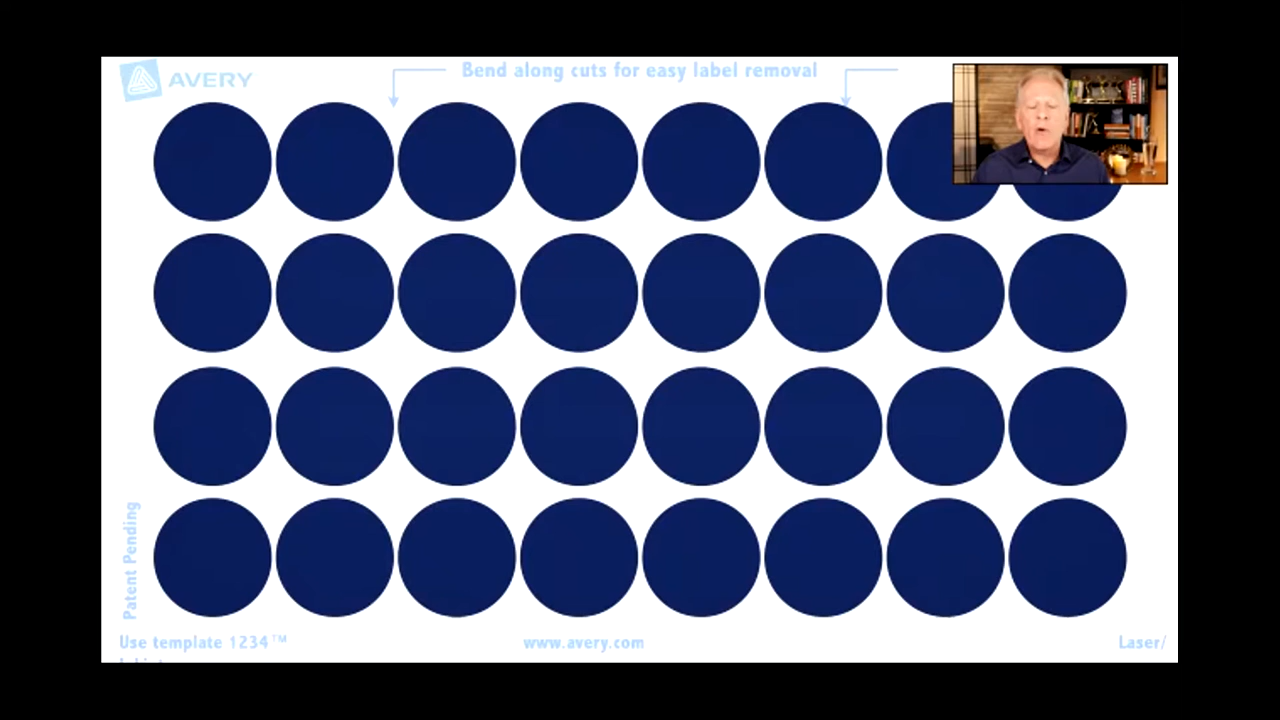 AVERY
Bend along cuts for easy label removal
Patent Pending
Use template 1234™
www.avery.com
Laser/